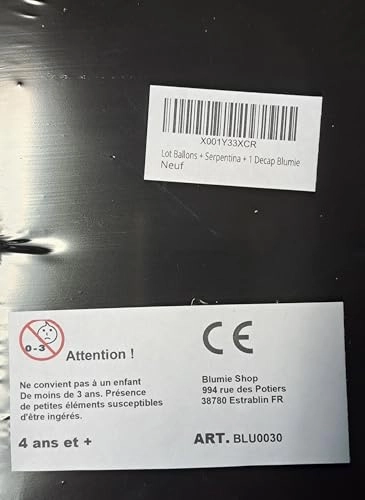 X001Y33XCR
Lot Ballons + Serpentina + 1 Decap Blumie
Neuf
0-3
Attention !
Ne convient pas à un enfant
De moins de 3 ans. Présence
de petites éléments susceptibles
d'être ingérés.
4 ans et +
CE
Blumie Shop
994 rue des Potiers
38780 Estrablin FR
ART. BLU0030